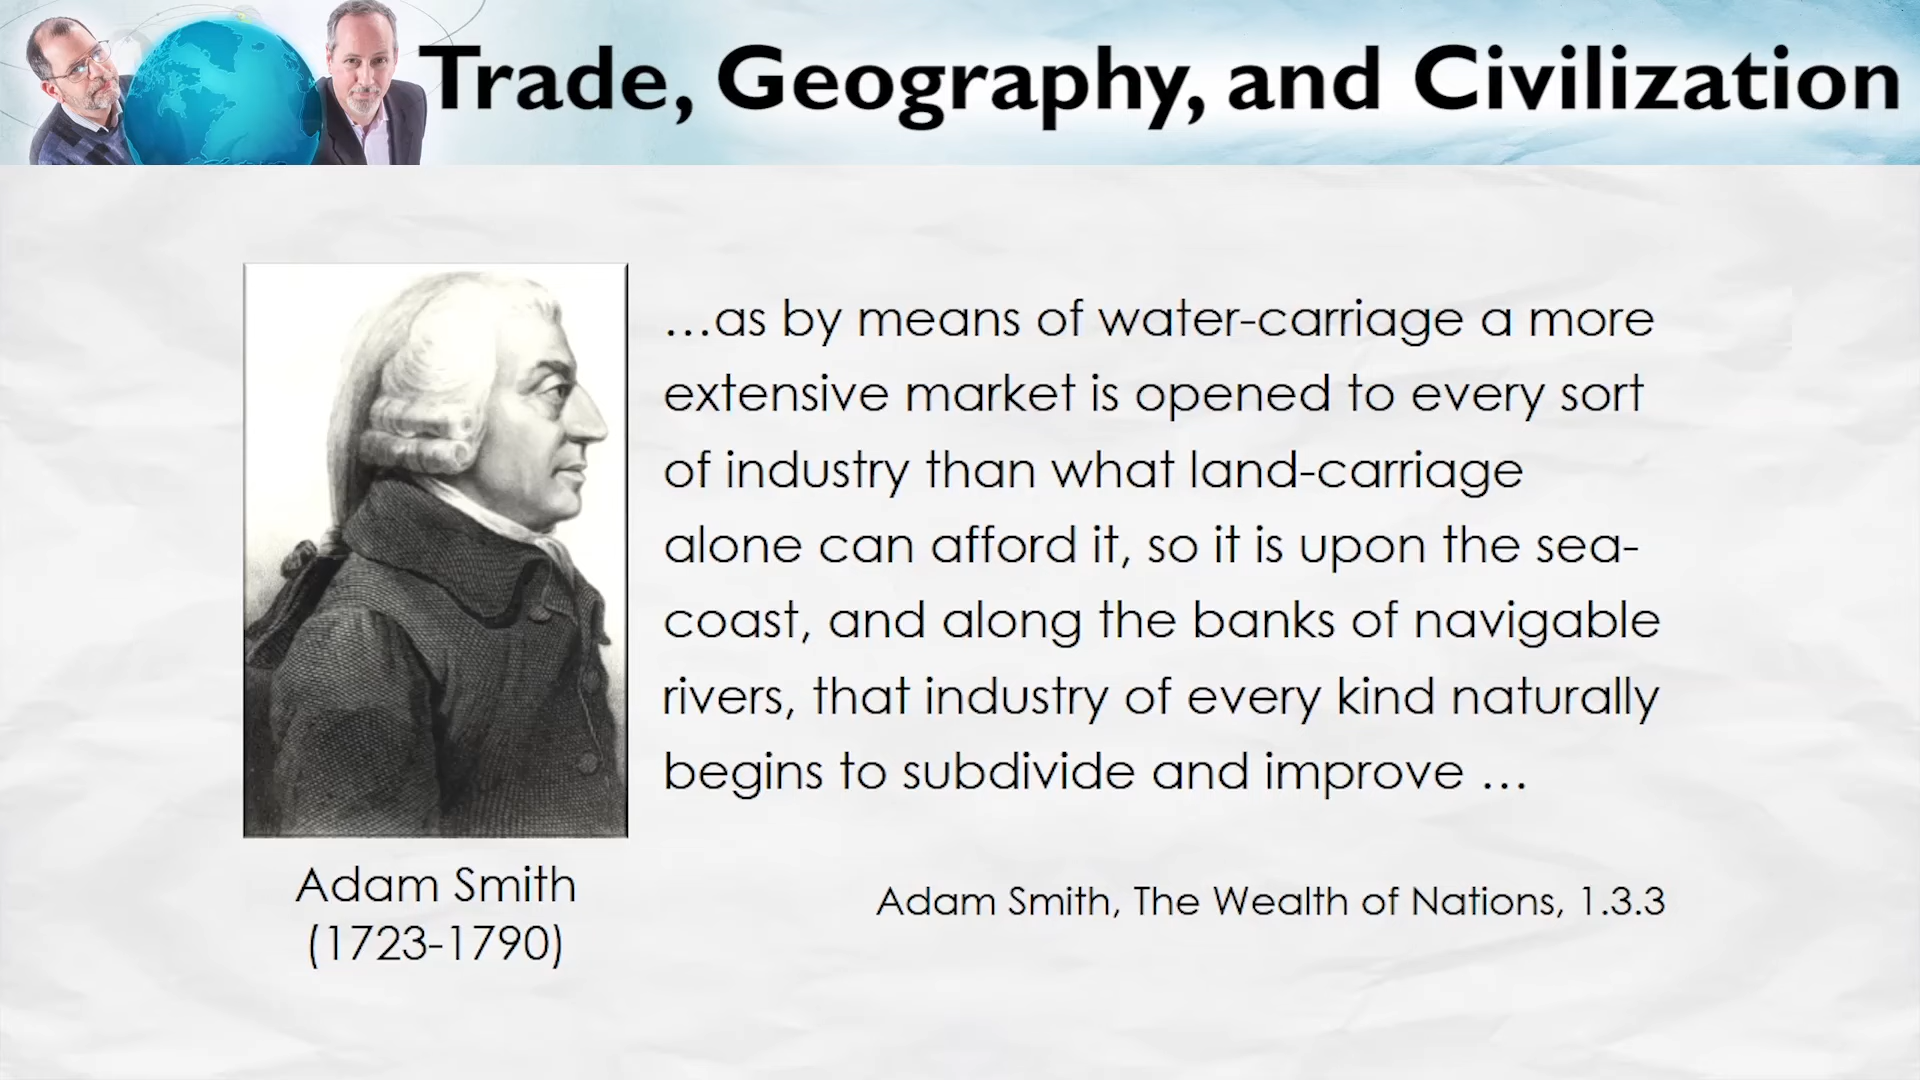 Trade, Geography, and Civilization
…as by means of water-carriage a more
extensive market is opened to every sort
of industry than what land-carriage
alone can afford it, so it is upon the sea-
coast, and along the banks of navigable
rivers, that industry of every kind naturally
begins to subdivide and improve …
Adam Smith
(1723-1790)
Adam Smith, The Wealth of Nations, 1.3.3